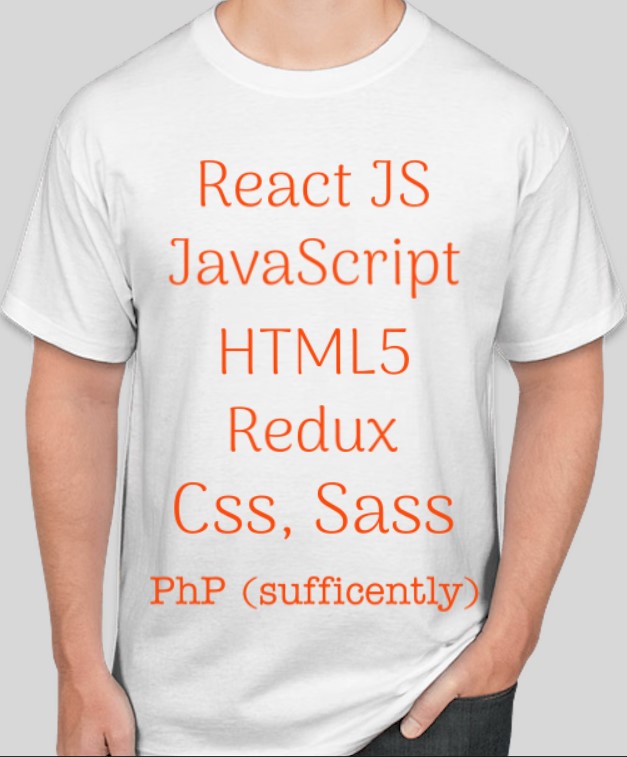 React JS
JavaScript
HTML5
Redux
Css, Sass
PhP (sufficently)